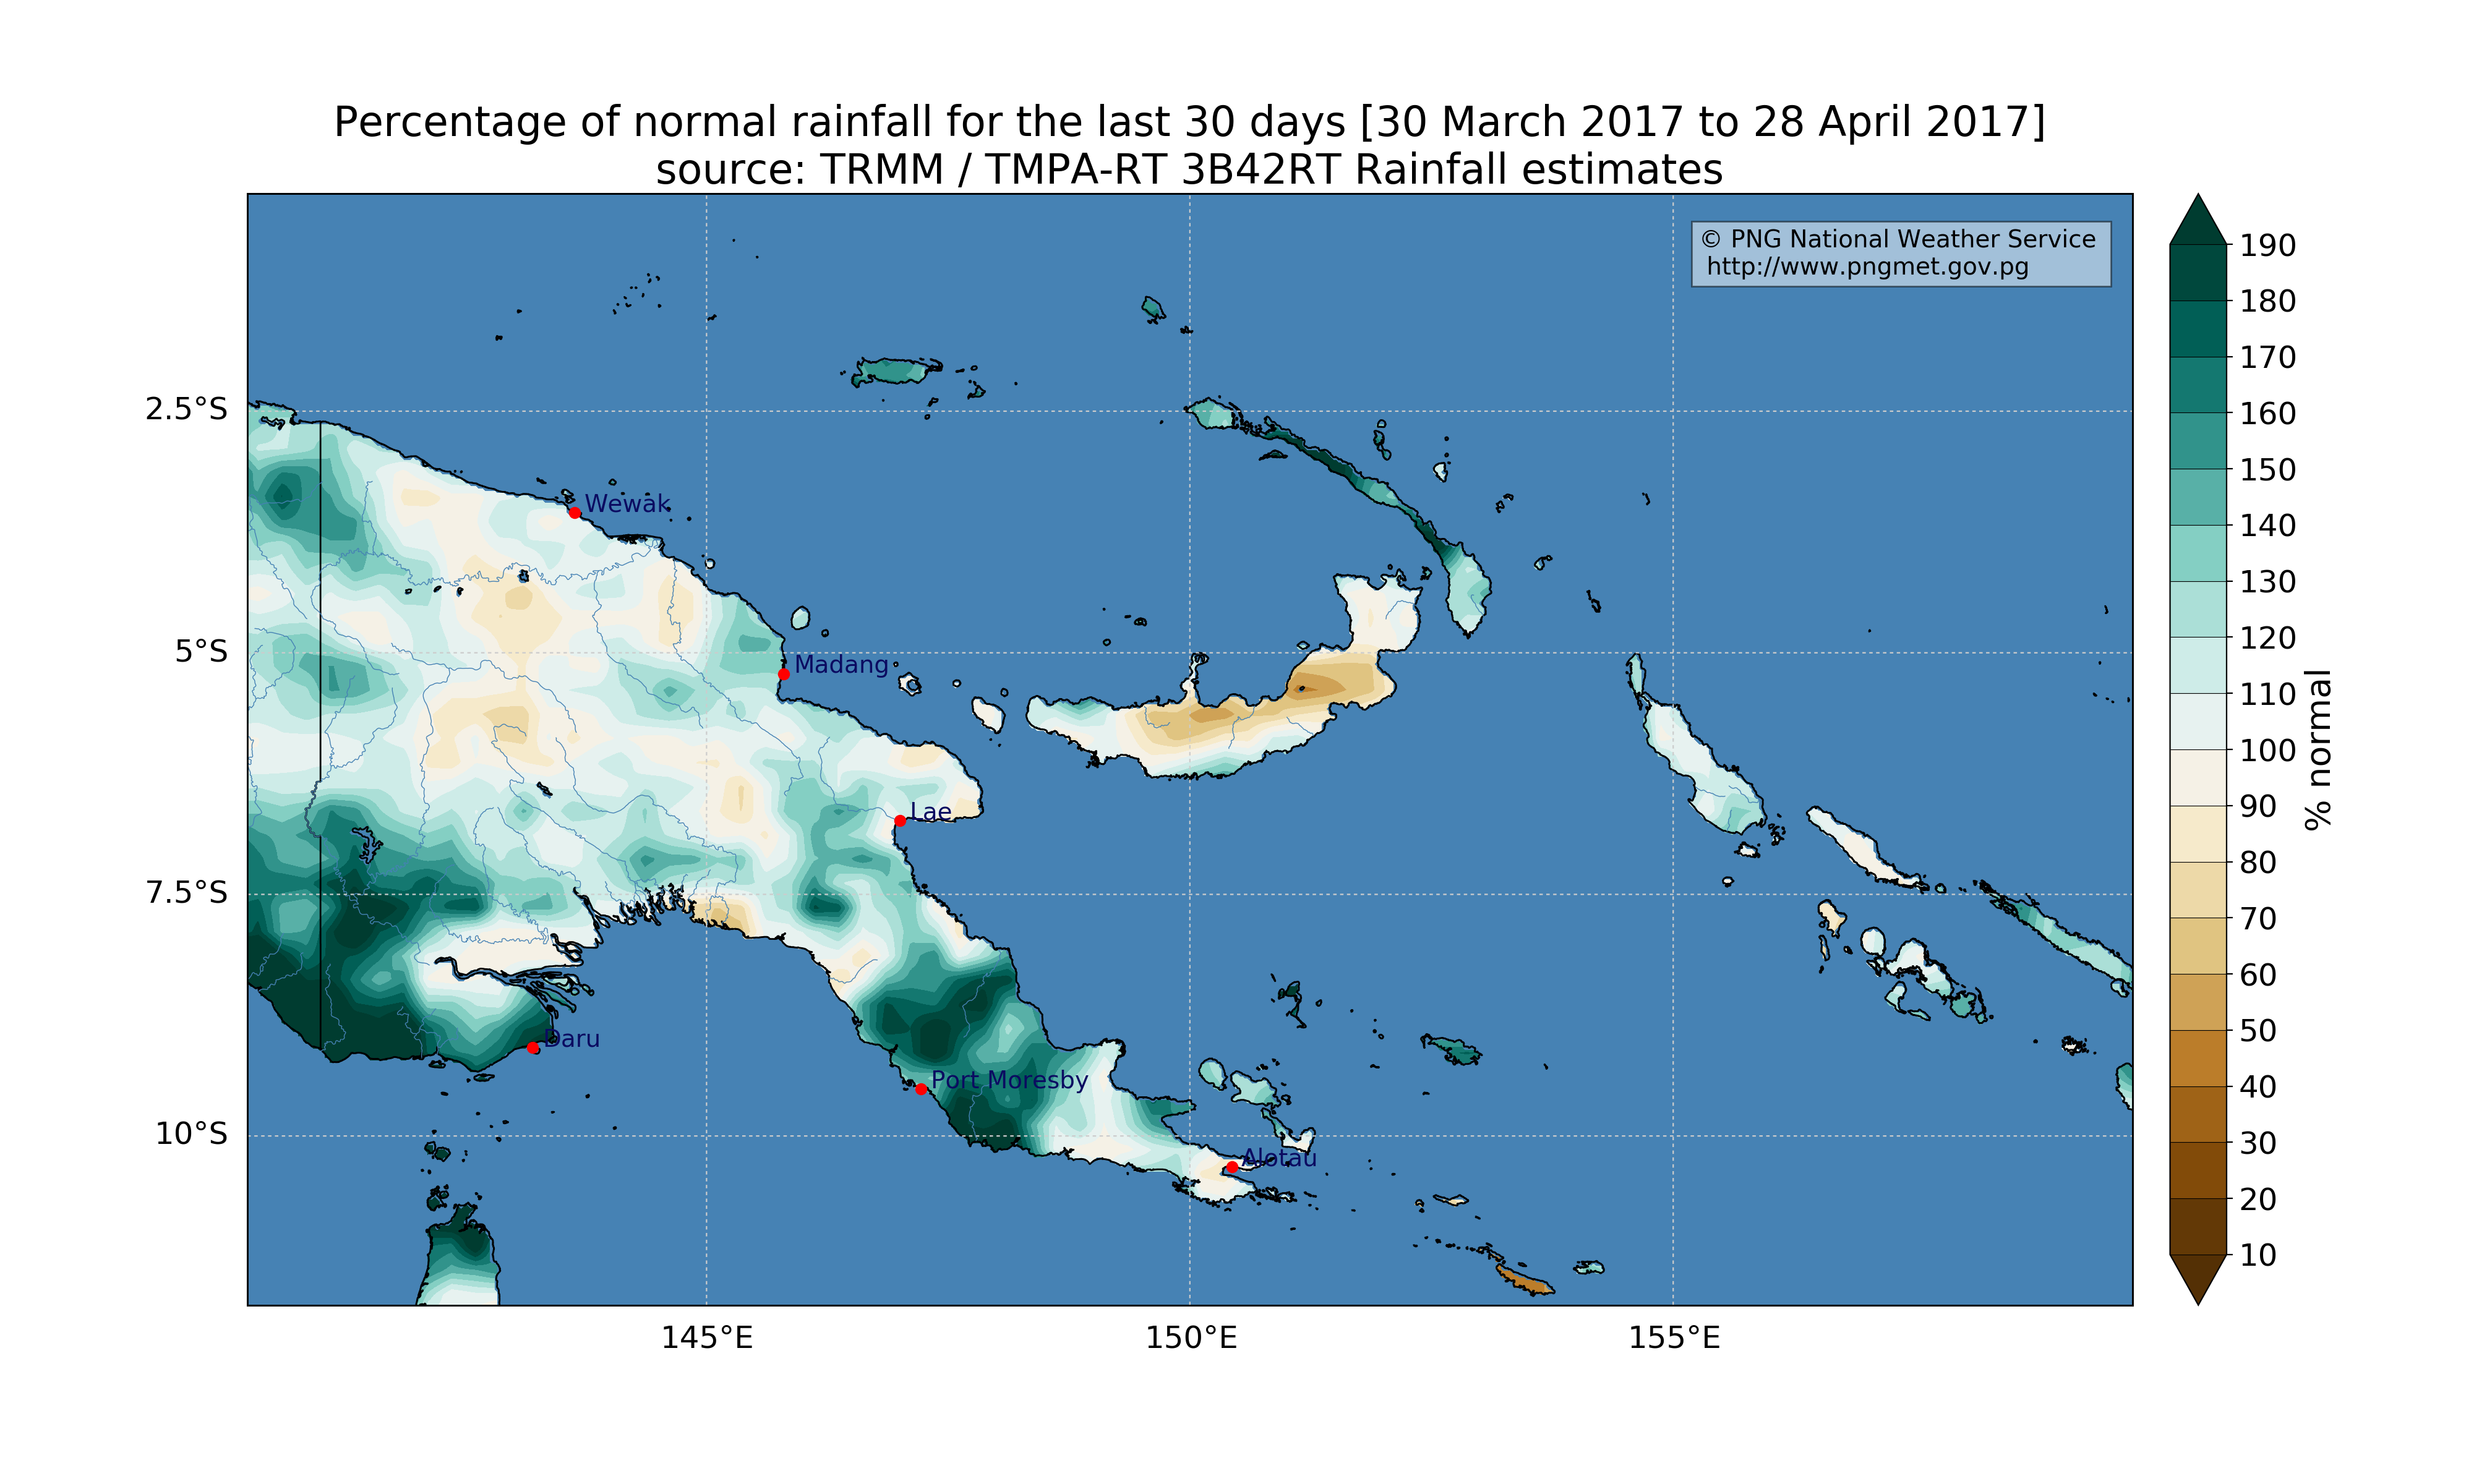 Percentage of normal rainfall for the last 30 days [30 March 2017 to 28 April 2017]
source: TRMM / TMPA-RT 3B42RT Rainfall estimates
© PNG National Weather Service
http://www.pngmet.gov.pg
2.5°S
5°S
7.5°S
10°S
145°E
150°E
155°E
Wewak
Madang
Lae
Daru
Port Moresby
Alotau
190
180
170
160
150
140
130
120
110
100
90
80
70
60
50
40
30
20
10
% normal